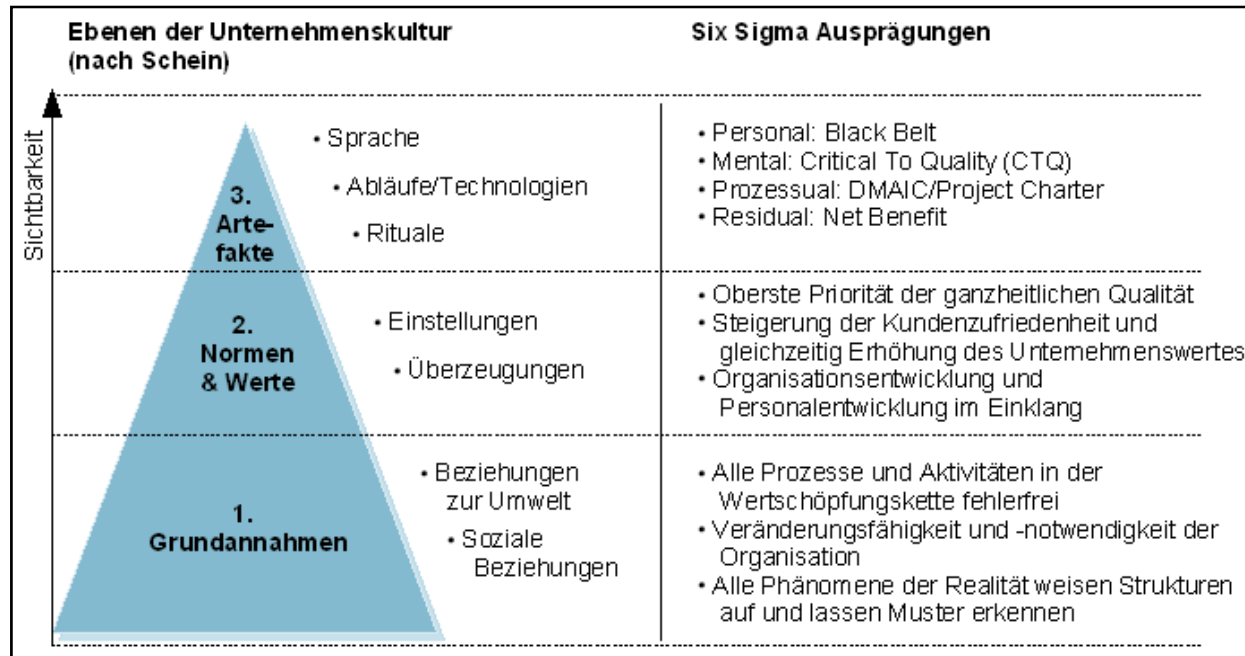 Ebenen der Unternehmenskultur
(nach Schein)
Six Sigma Ausprägungen
Sichtbarkeit
3.
Arte-
fakte
• Sprache
• Abläufe/Technologien
• Rituale
• Personal: Black Belt
• Mental: Critical To Quality (CTQ)
• Prozessual: DMAIC/Project Charter
• Residual: Net Benefit
2.
Normen
& Werte
• Einstellungen
• Überzeugungen
• Oberste Priorität der ganzheitlichen Qualität
• Steigerung der Kundenzufriedenheit und
gleichzeitig Erhöhung des Unternehmenswertes
• Organisationsentwicklung und
Personalentwicklung im Einklang
1.
Grundannahmen
• Beziehungen
zur Umwelt
• Soziale
Beziehungen
• Alle Prozesse und Aktivitäten in der
Wertschöpfungskette fehlerfrei
• Veränderungsfähigkeit und -notwendigkeit der
Organisation
• Alle Phänomene der Realität weisen Strukturen
auf und lassen Muster erkennen